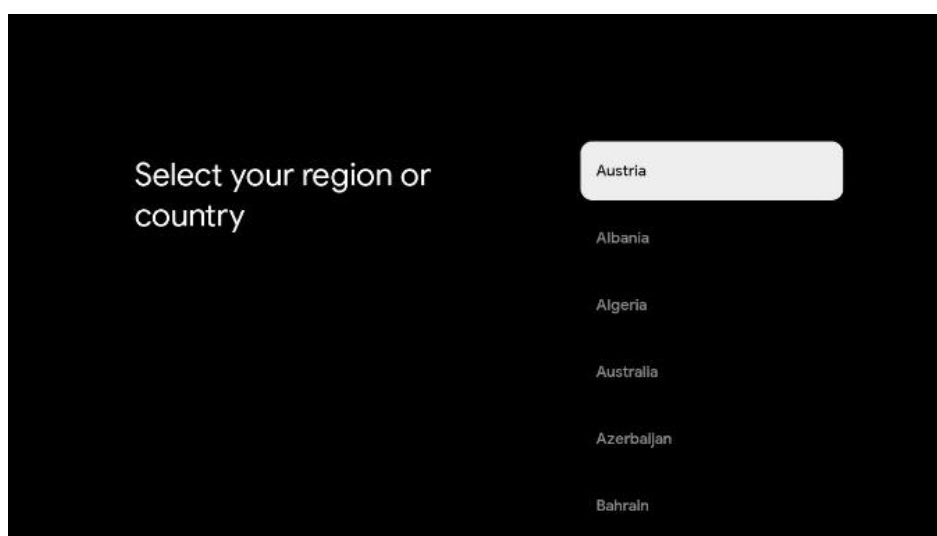 Select your region or
country
Austria
Albania
Algeria
Australia
Azerbaijan
Bahrain